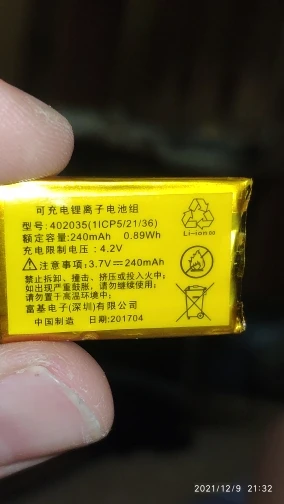 可充电锂离子电池组
型号: 402035(1ICP5/21/36)
额定容量:240mAh 0.89Wh
充电限制电压: 4.2V
注意事项: 3.7V⎓240mAh
禁止拆卸、撞击、挤压或投入火中;
如出现严重鼓胀，请勿继续使用;
请勿置于高温环境中;
富基电子(深圳)有限公司
中国制造 日期:201704
Li-ion 00
2021/12/9 21:32